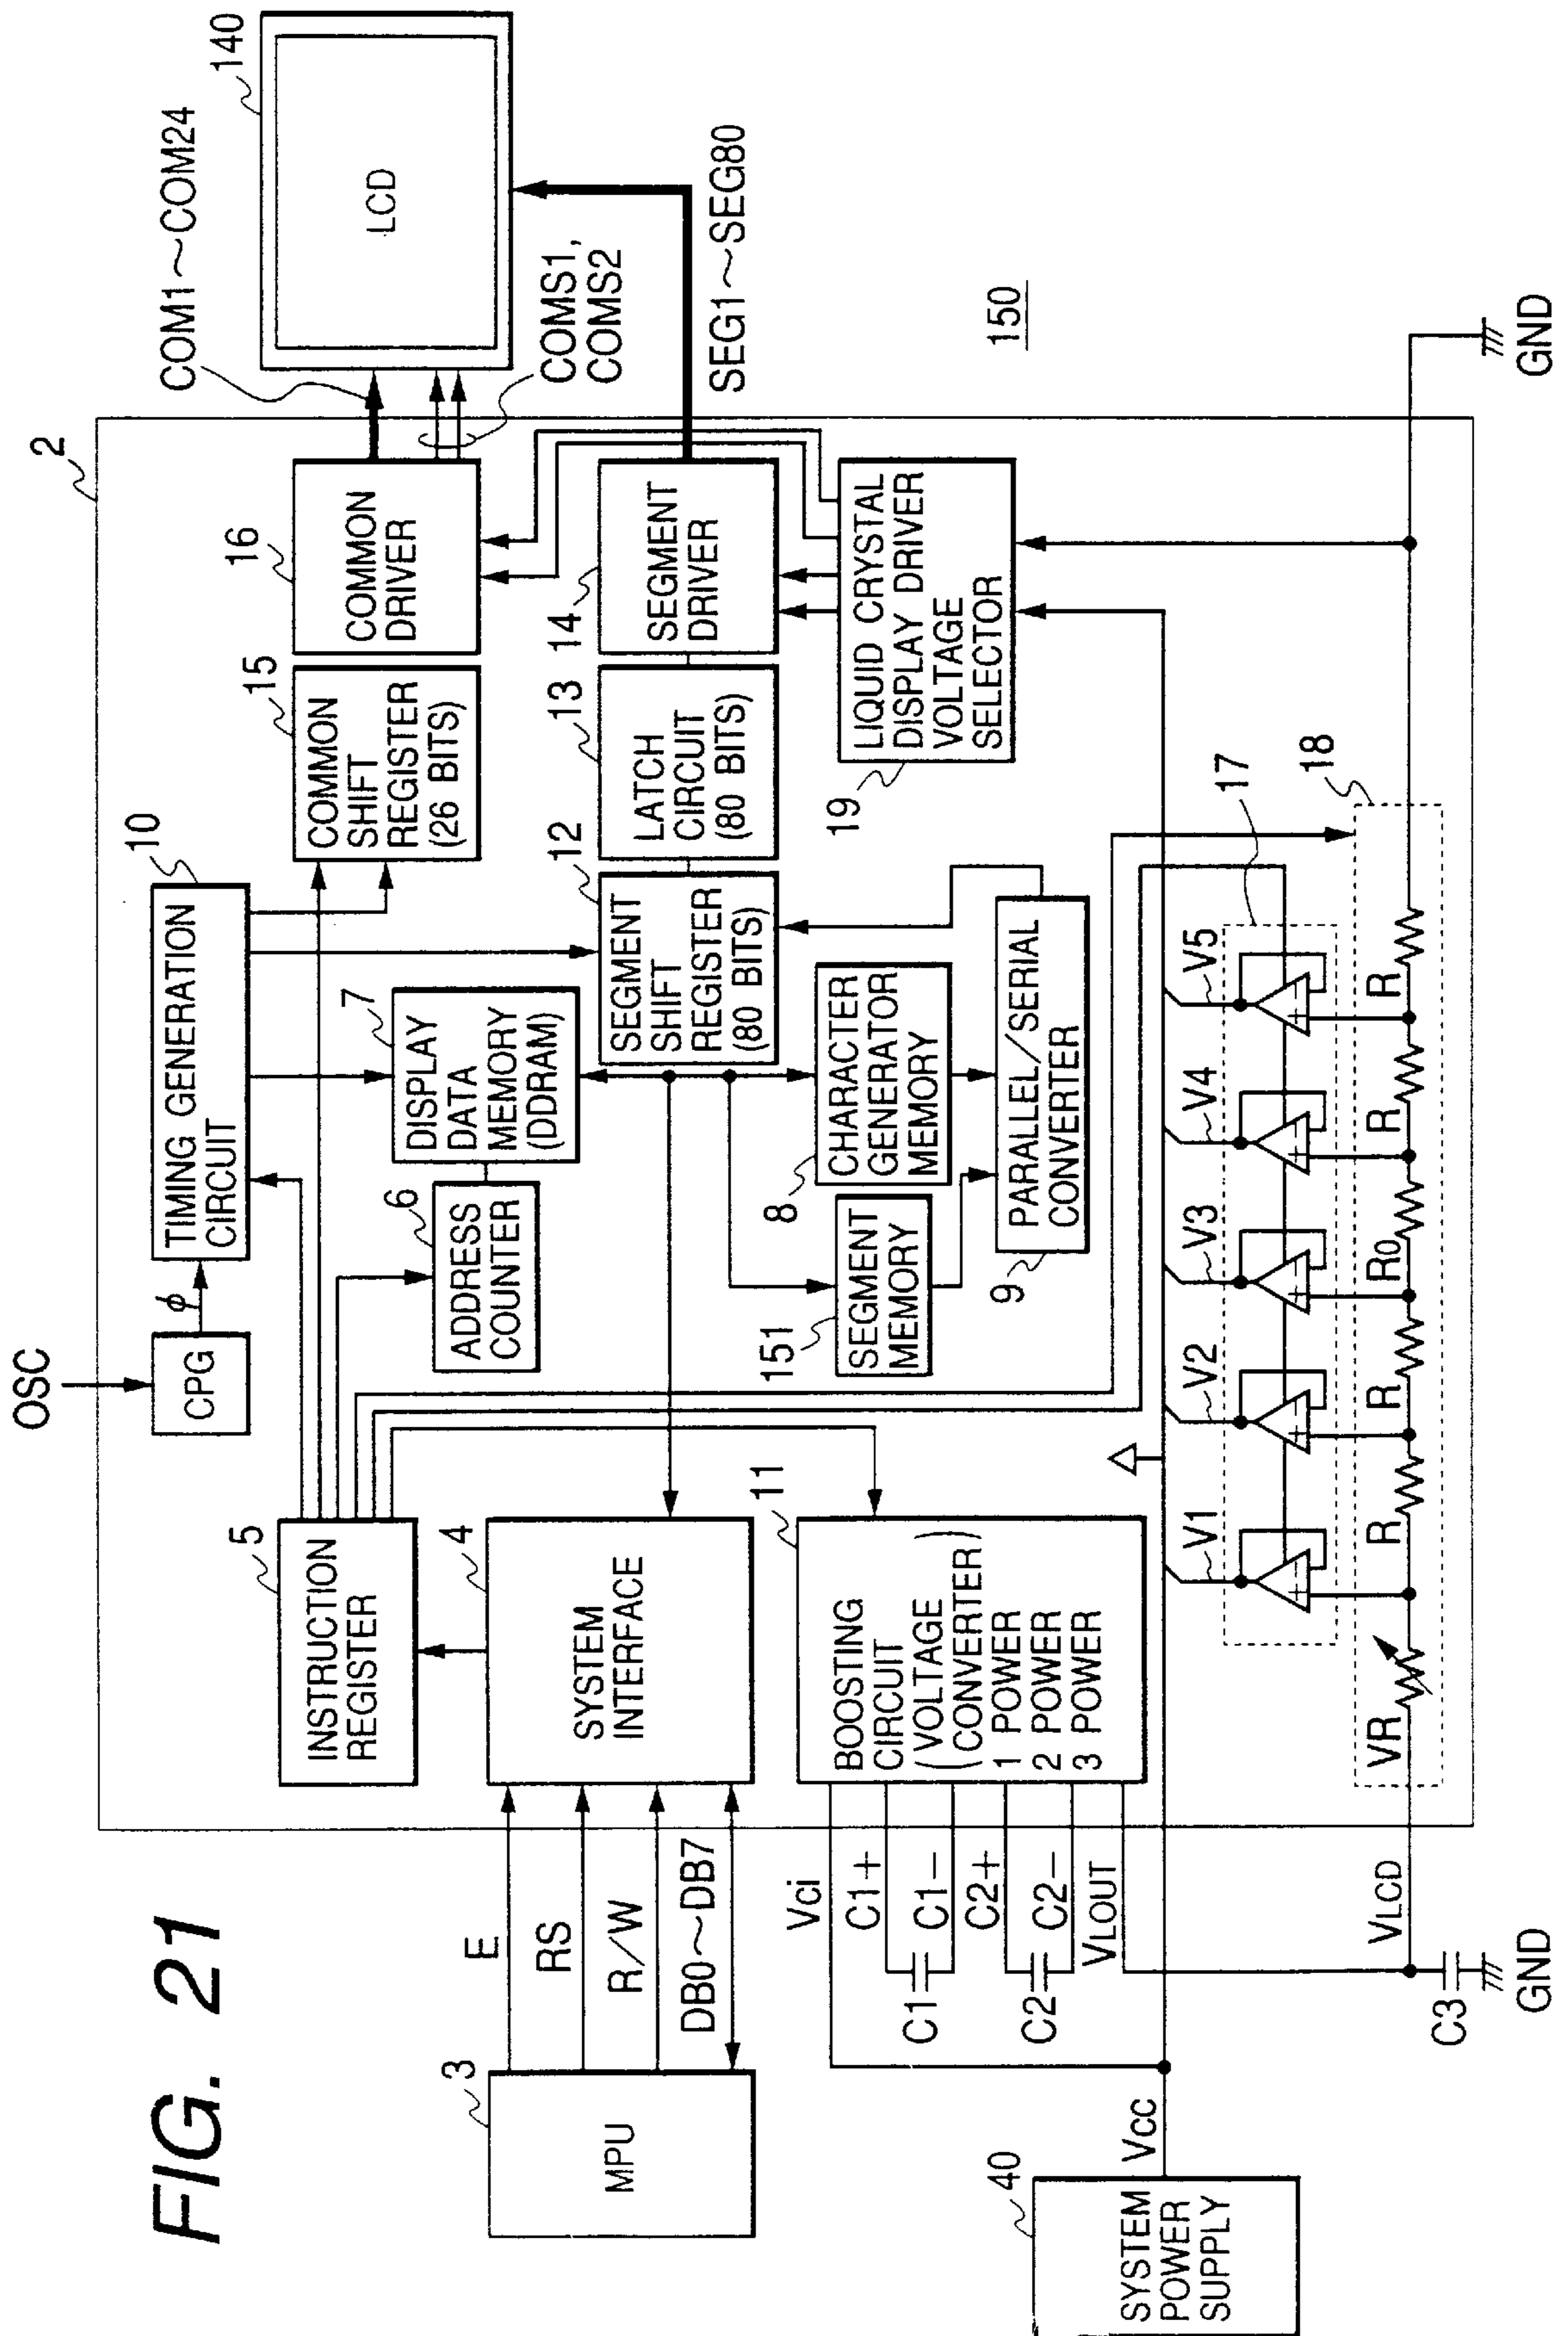 FIG. 21
OSC
CPG
ϕ
TIMING GENERATION
CIRCUIT
10
2
140
LCD
COM1~COM24
COMS1,
COMS2
SEG1~SEG80
150
5
INSTRUCTION
REGISTER
15
COMMON
SHIFT
REGISTER
(26 BITS)
16
COMMON
DRIVER
7
DISPLAY
DATA
MEMORY
(DDRAM)
6
ADDRESS
COUNTER
3
MPU
E
RS
R/W
DB0~DB7
4
SYSTEM
INTERFACE
12
SEGMENT
SHIFT
REGISTER
(80 BITS)
13
LATCH
CIRCUIT
(80 BITS)
14
SEGMENT
DRIVER
8
CHARACTER
GENERATOR
MEMORY
151
SEGMENT
MEMORY
9
PARALLEL/SERIAL
CONVERTER
19
LIQUID CRYSTAL
DISPLAY DRIVER
VOLTAGE
SELECTOR
11
BOOSTING
CIRCUIT
(VOLTAGE
CONVERTER)
1 POWER
2 POWER
3 POWER
Vci
C1+
C1-
C2+
C2-
VLOUT
C1
C2
40
SYSTEM
POWER
SUPPLY
Vcc
V1
V2
V3
V4
V5
17
+
-
+
-
+
-
+
-
+
-
18
VLCD
VR
R
R
R0
R
R
C3
GND
GND